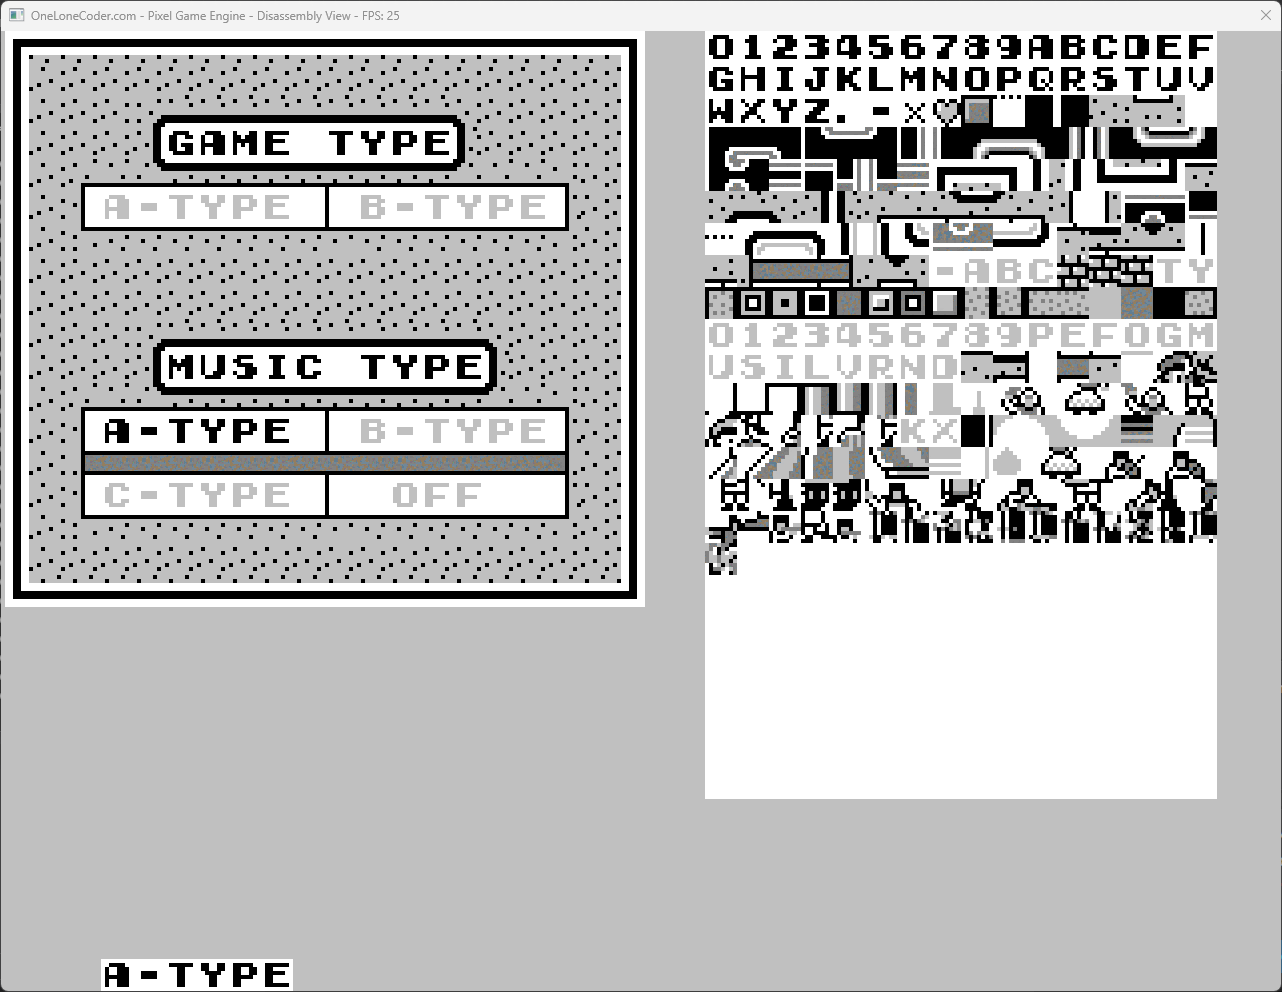 OneLoneCoder.com - Pixel Game Engine - Disassembly View - FPS: 25
GAME TYPE
A-TYPE B-TYPE
MUSIC TYPE
A-TYPE B-TYPE
C-TYPE OFF
A-TYPE
0123456789ABCDEF
GHIJKLMNOPQRSTUV
WXYZ.-×♥
-ABC TY
0123456789PEFOGM
USILVRND
KX